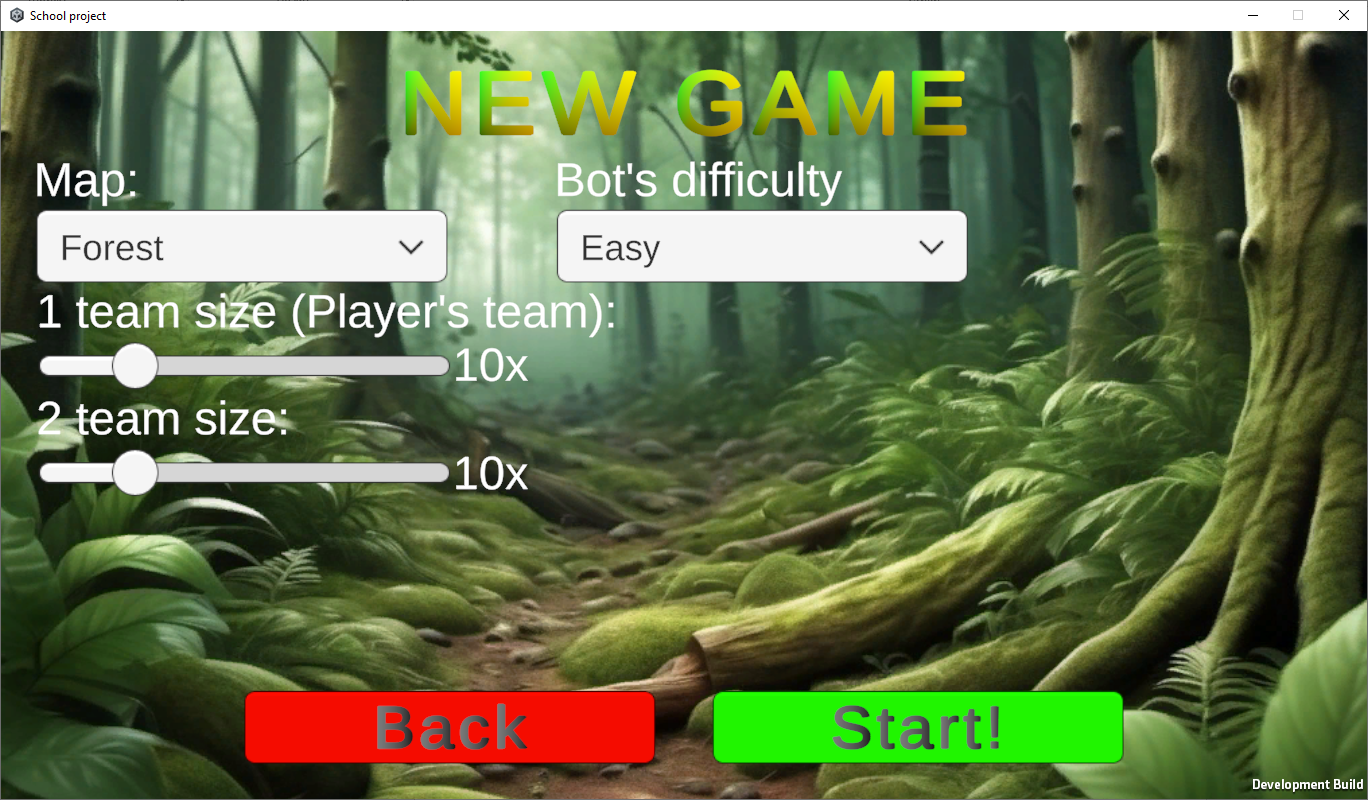 School project
NEW GAME
Map:
Bot's difficulty
Forest
Easy
1 team size (Player's team):
10x
2 team size:
10x
Back
Start!
Development Build